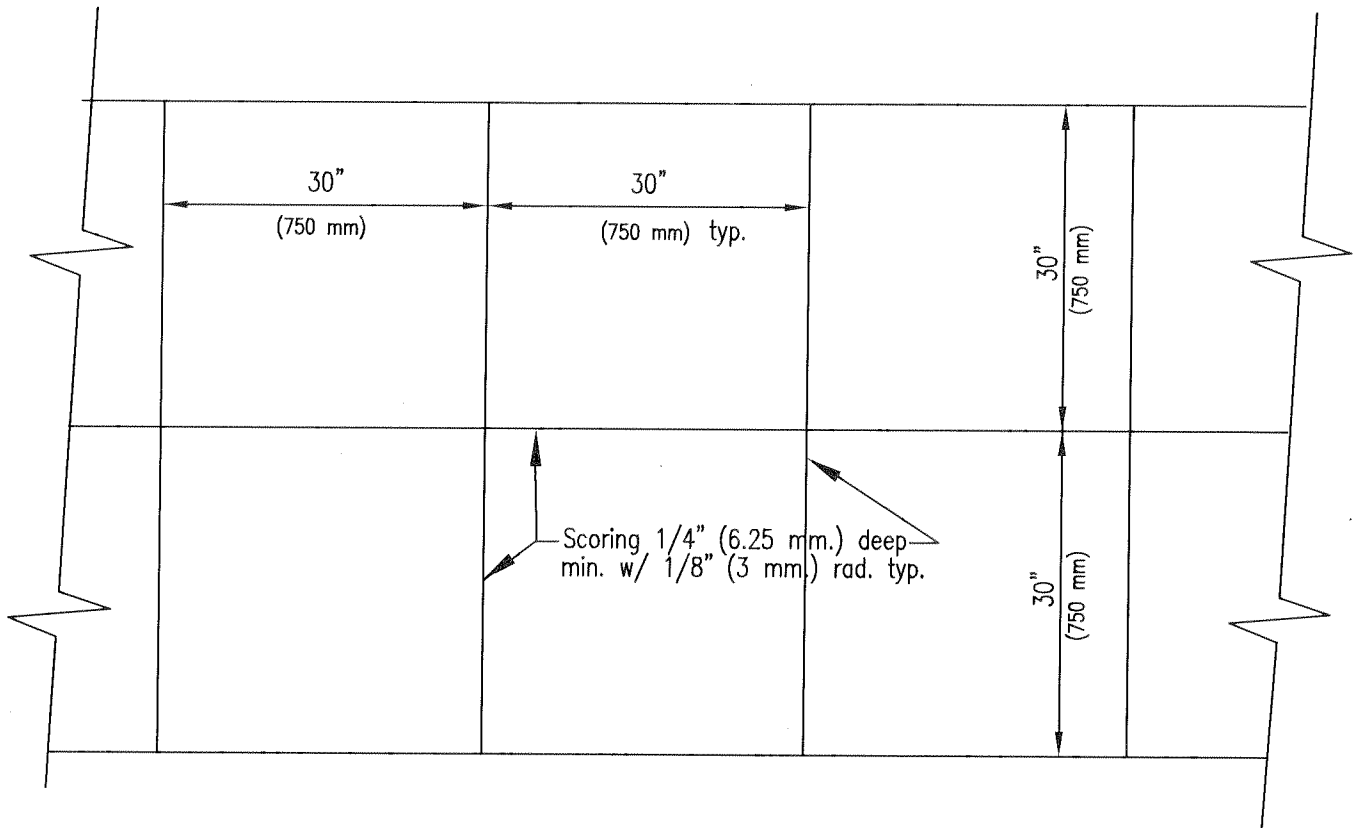 30"
(750 mm)
30"
(750 mm) typ.
30"
(750 mm)
Scoring 1/4" (6.25 mm.) deep
min. w/ 1/8" (3 mm.) rad. typ.
30"
(750 mm)